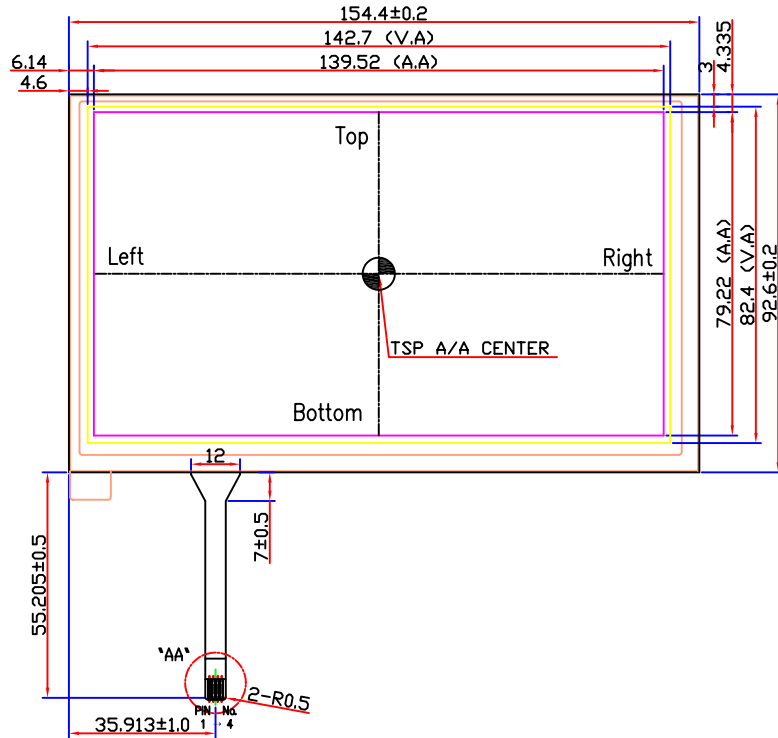 154.4±0.2
142.7 (V.A)
139.52 (A.A)
6.14
4.6
3
4.335
Top
Left
Right
TSP A/A CENTER
Bottom
79.22 (A.A)
82.4 (V.A)
92.6±0.2
12
7±0.5
55.205±0.5
"AA"
2-R0.5
PIN No.
1 4
35.913±1.0